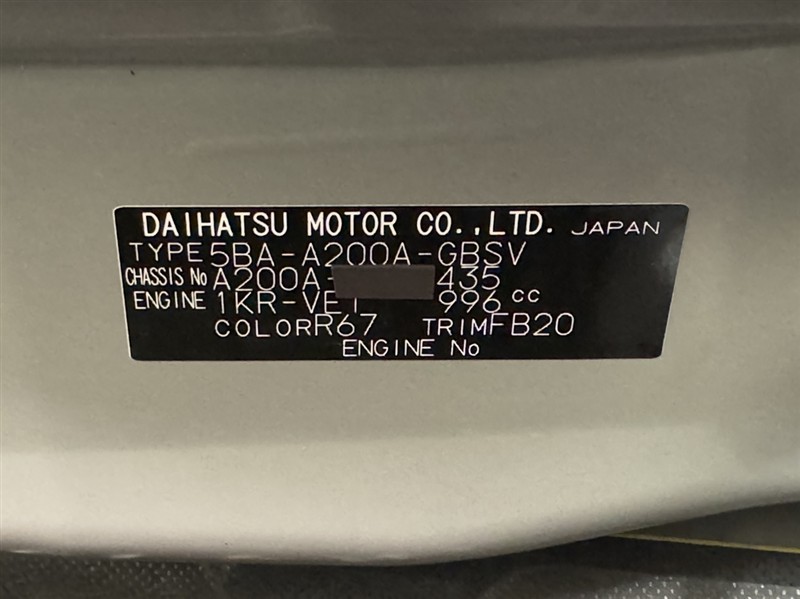 DAIHATSU MOTOR CO.,LTD. JAPAN
TYPE 5BA-A200A-GBSV
CHASSIS No A200A- 435
ENGINE 1KR-VET 996 cc
COLOR R67 TRIM FB20
ENGINE No